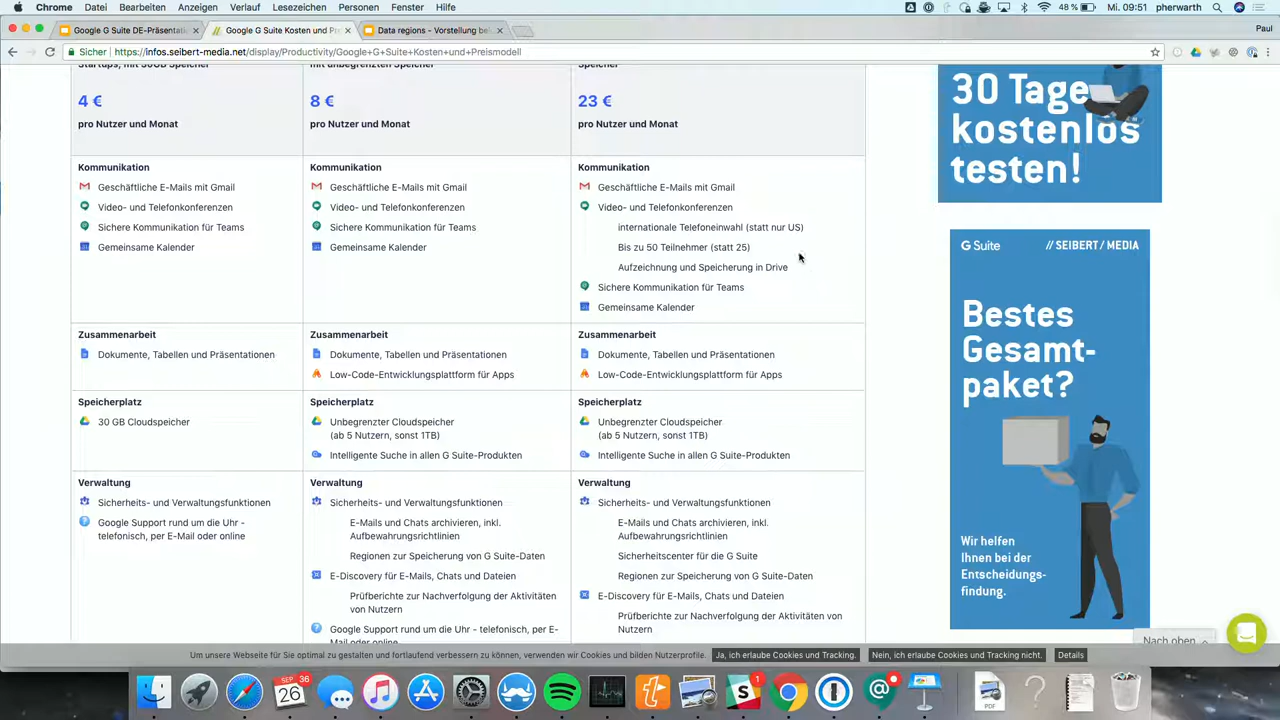 Chrome Datei Bearbeiten Anzeigen Verlauf Lesezeichen Personen Fenster Hilfe 48 % Mi. 09:51 pherwarth
Google G Suite DE-Präsentat Google G Suite Kosten und Pr Data regions - Vorstellung be Paul
Sicher https://infos.seibert-media.net/display/Productivity/Google+G+Suite+Kosten+und+Preismodell
Startups, mit 30GB Speicher
mit unbegrenzten Speicher
Speicher
4 €
8 €
23 €
pro Nutzer und Monat
pro Nutzer und Monat
pro Nutzer und Monat
Kommunikation
Geschäftliche E-Mails mit Gmail
Video- und Telefonkonferenzen
Sichere Kommunikation für Teams
Gemeinsame Kalender
Kommunikation
Geschäftliche E-Mails mit Gmail
Video- und Telefonkonferenzen
Sichere Kommunikation für Teams
Gemeinsame Kalender
Kommunikation
Geschäftliche E-Mails mit Gmail
Video- und Telefonkonferenzen
internationale Telefoneinwahl (statt nur US)
Bis zu 50 Teilnehmer (statt 25)
Aufzeichnung und Speicherung in Drive
Sichere Kommunikation für Teams
Gemeinsame Kalender
Zusammenarbeit
Dokumente, Tabellen und Präsentationen
Zusammenarbeit
Dokumente, Tabellen und Präsentationen
Low-Code-Entwicklungsplattform für Apps
Zusammenarbeit
Dokumente, Tabellen und Präsentationen
Low-Code-Entwicklungsplattform für Apps
Speicherplatz
30 GB Cloudspeicher
Speicherplatz
Unbegrenzter Cloudspeicher
(ab 5 Nutzern, sonst 1TB)
Intelligente Suche in allen G Suite-Produkten
Speicherplatz
Unbegrenzter Cloudspeicher
(ab 5 Nutzern, sonst 1TB)
Intelligente Suche in allen G Suite-Produkten
Verwaltung
Sicherheits- und Verwaltungsfunktionen
Google Support rund um die Uhr -
telefonisch, per E-Mail oder online
Verwaltung
Sicherheits- und Verwaltungsfunktionen
E-Mails und Chats archivieren, inkl.
Aufbewahrungsrichtlinien
Regionen zur Speicherung von G Suite-Daten
E-Discovery für E-Mails, Chats und Dateien
Prüfberichte zur Nachverfolgung der Aktivitäten
von Nutzern
Google Support rund um die Uhr - telefonisch, per E-
Mail oder online
Verwaltung
Sicherheits- und Verwaltungsfunktionen
E-Mails und Chats archivieren, inkl.
Aufbewahrungsrichtlinien
Sicherheitscenter für die G Suite
Regionen zur Speicherung von G Suite-Daten
E-Discovery für E-Mails, Chats und Dateien
Prüfberichte zur Nachverfolgung der Aktivitäten von
Nutzern
30 Tage
kostenlos
testen!
G Suite // SEIBERT / MEDIA
Bestes
Gesamt-
paket?
Wir helfen
Ihnen bei der
Entscheidungs-
findung.
Nach oben
Um unsere Webseite für Sie optimal zu gestalten und fortlaufend verbessern zu können, verwenden wir Cookies und bilden Nutzerprofile. Ja, ich erlaube Cookies und Tracking. Nein, ich erlaube Cookies und Tracking nicht. Details
SEP 36
26
1
PDF